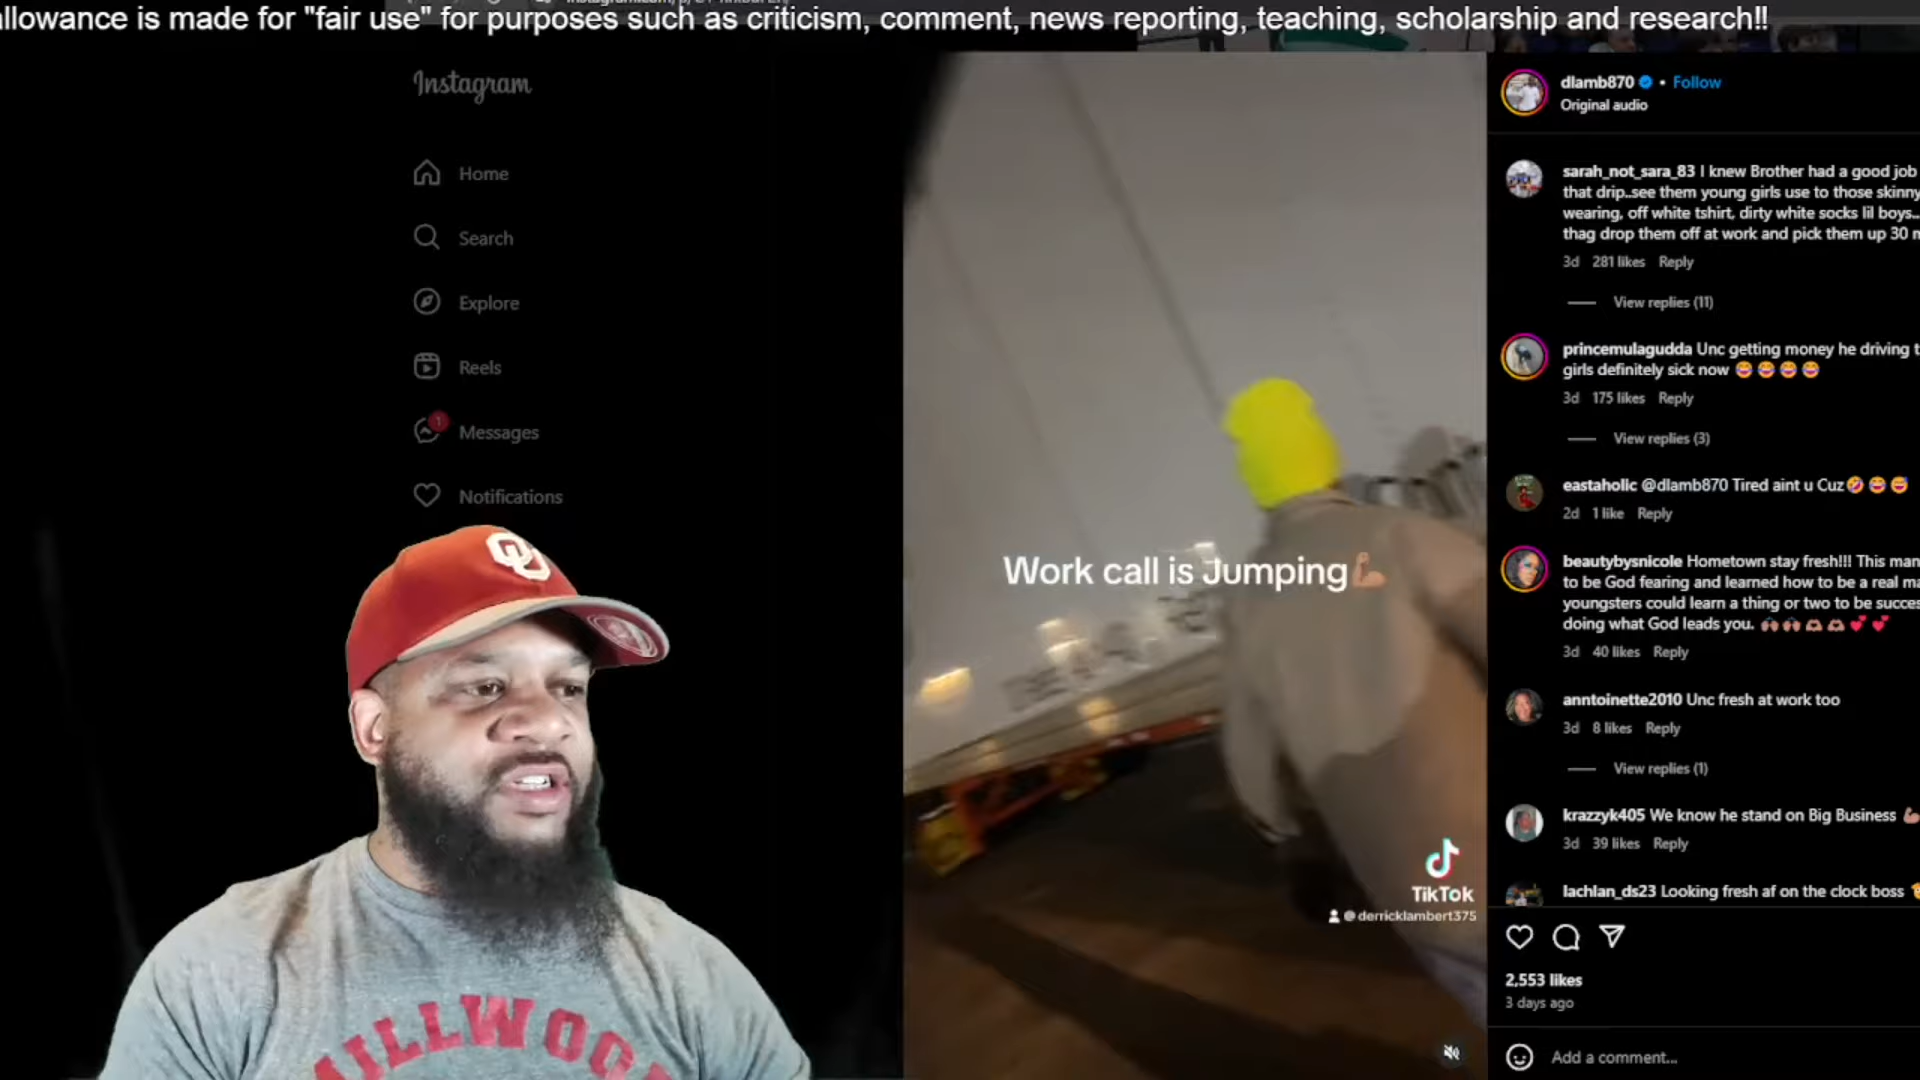 allowance is made for "fair use" for purposes such as criticism, comment, news reporting, teaching, scholarship and research!!
Instagram
Home
Search
Explore
Reels
1
Messages
Notifications
OU
MILLWOO
Work call is Jumping💪🏽
TikTok
@derricklambert375
dlamb870 • Follow
Original audio
sarah_not_sara_83 I knew Brother had a good job
that drip..see them young girls use to those skinny
wearing, off white tshirt, dirty white socks lil boys..
thag drop them off at work and pick them up 30
3d 281 likes Reply
View replies (11)
princemulagudda Unc getting money he driving
girls definitely sick now 😂😂😂😂
3d 175 likes Reply
View replies (3)
eastaholic @dlamb870 Tired aint u Cuz🤣😂😅
2d 1 like Reply
beautybysnicole Hometown stay fresh!!! This man
to be God fearing and learned how to be a real
youngsters could learn a thing or two to be
doing what God leads you. 🙌🏽🙌🏽🫶🏽🫶🏽💕💕
3d 40 likes Reply
anntoinette2010 Unc fresh at work too
3d 8 likes Reply
View replies (1)
krazzyk405 We know he stand on Big Business 💪🏽
3d 39 likes Reply
lachlan_ds23 Looking fresh af on the clock boss
2,553 likes
3 days ago
Add a comment...